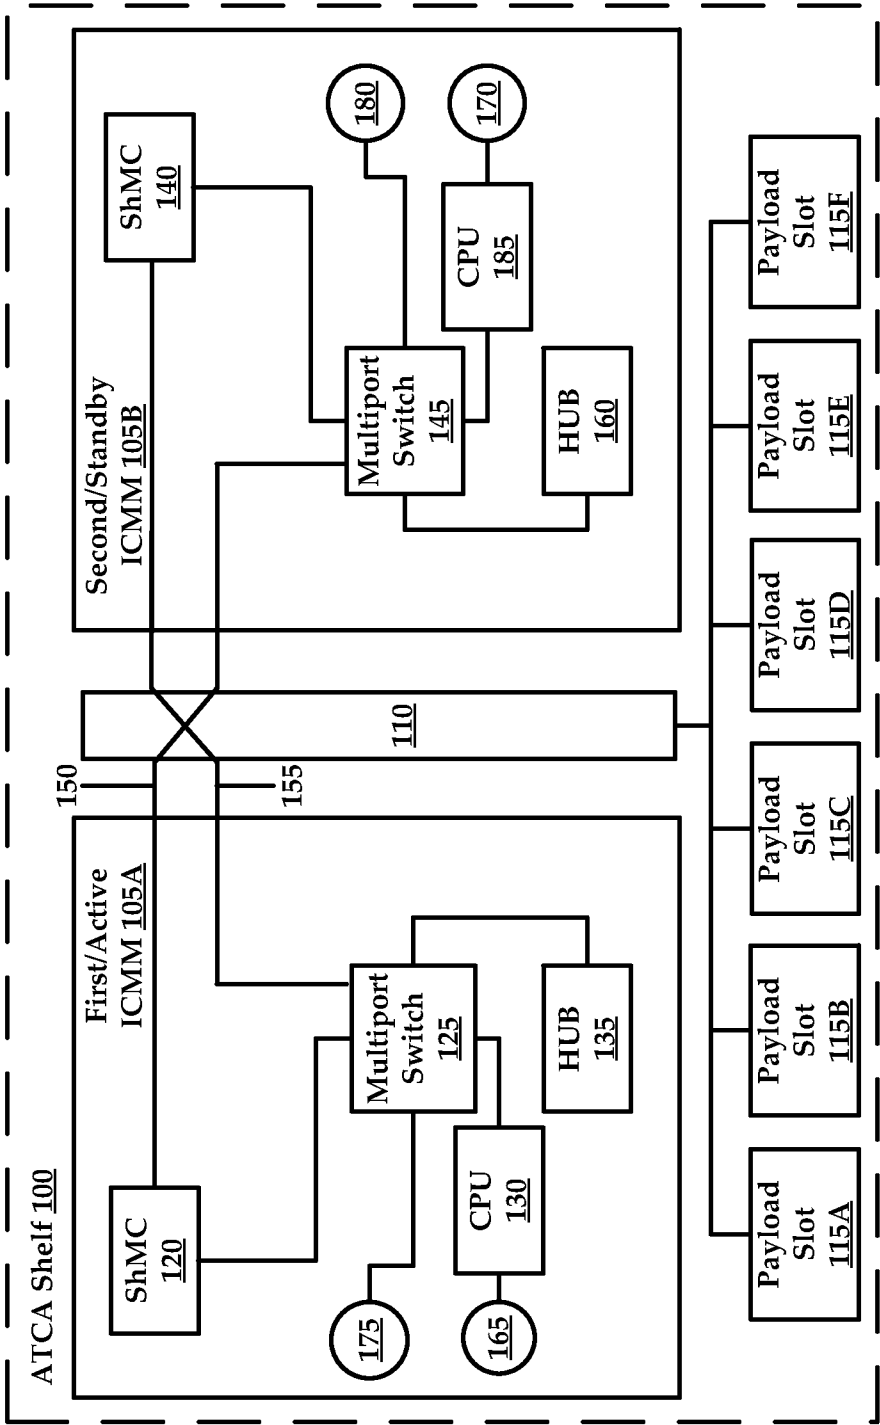 ATCA Shelf 100
First/Active
ICMM 105A
ShMC
120
Multiport
Switch
125
175
CPU
130
165
HUB
135
150
155
110
Second/Standby
ICMM 105B
ShMC
140
Multiport
Switch
145
180
CPU
185
170
HUB
160
Payload
Slot
115A
Payload
Slot
115B
Payload
Slot
115C
Payload
Slot
115D
Payload
Slot
115E
Payload
Slot
115F